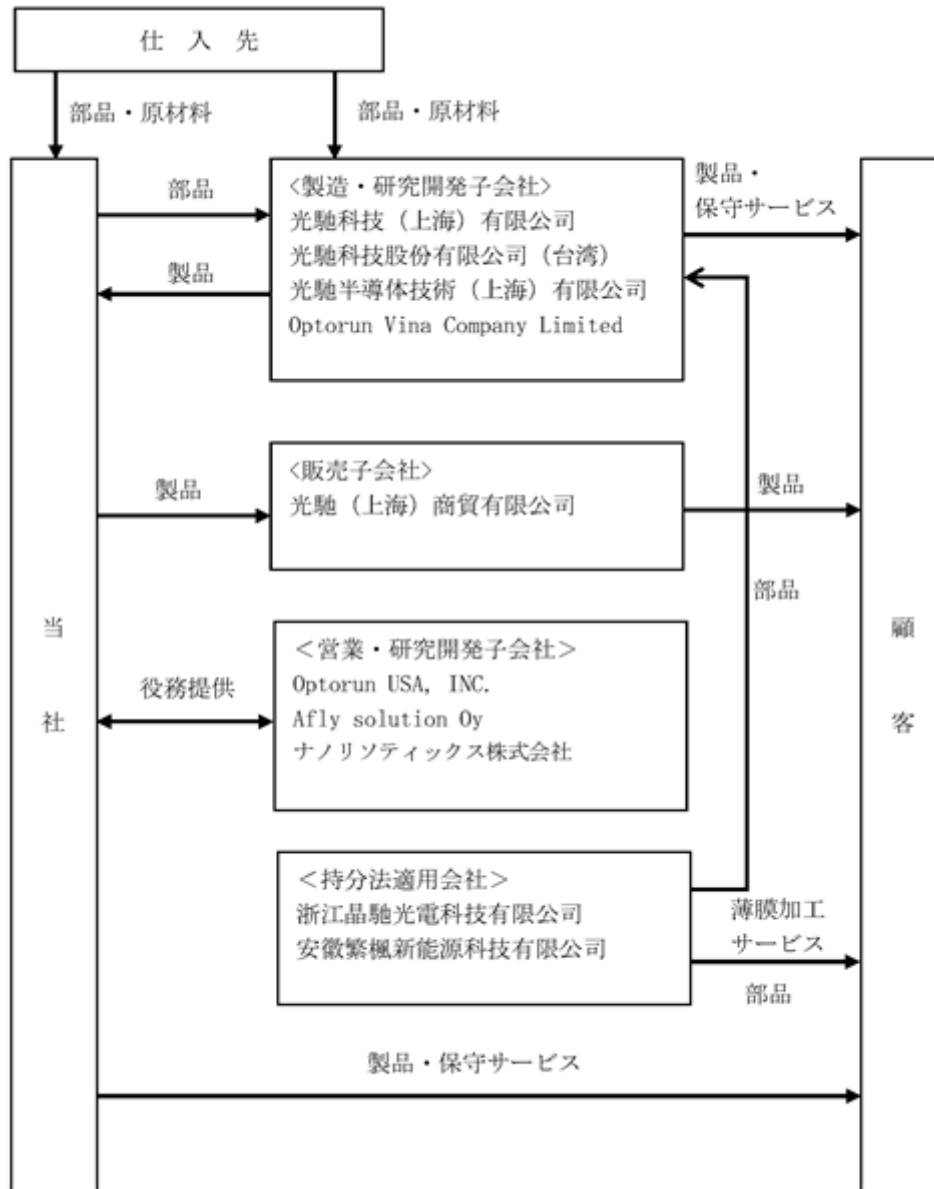 仕 入 先
部品・原材料
部品・原材料
<製造・研究開発子会社>
光馳科技（上海）有限公司
光馳科技股份有限公司（台湾）
光馳半導体技術（上海）有限公司
Optorun Vina Company Limited
部品
製品
製品・
保守サービス
<販売子会社>
光馳（上海）商貿有限公司
製品
製品
部品
当
社
顧
客
＜営業・研究開発子会社＞
Optorun USA, INC.
Afly solution Oy
ナノリソティックス株式会社
役務提供
＜持分法適用会社＞
浙江晶馳光電科技有限公司
安徽繁楓新能源科技有限公司
薄膜加工
サービス
部品
製品・保守サービス